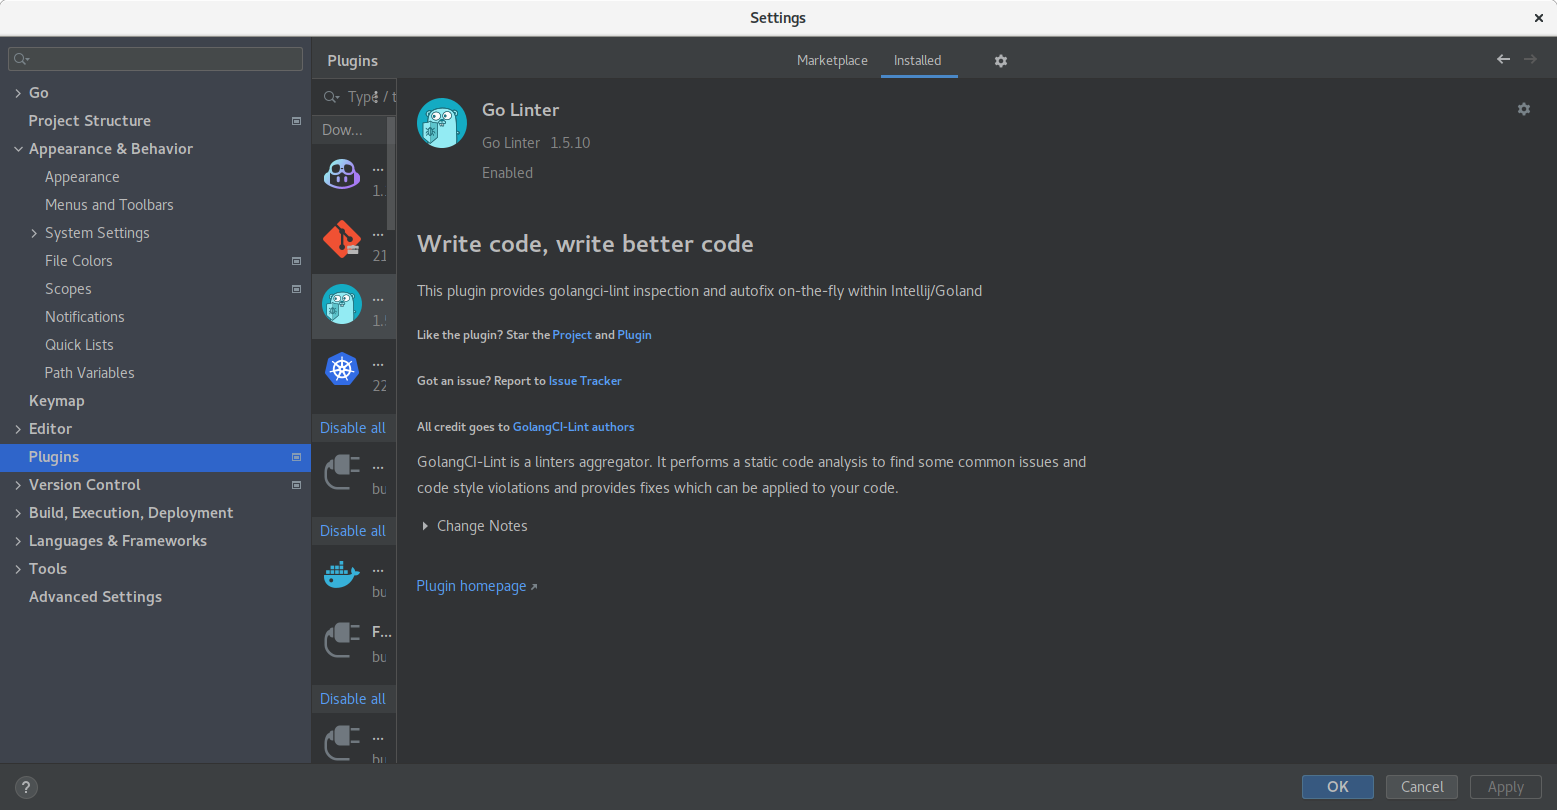 Settings
Go
Project Structure
Appearance & Behavior
Appearance
Menus and Toolbars
System Settings
File Colors
Scopes
Notifications
Quick Lists
Path Variables
Keymap
Editor
Plugins
Version Control
Build, Execution, Deployment
Languages & Frameworks
Tools
Advanced Settings
Plugins
Marketplace
Installed
Type / t
Dow...
...
1.
...
21
...
1.
...
22
Disable all
...
bu
Disable all
...
bu
F...
bu
Disable all
...
bu
Go Linter
Go Linter 1.5.10
Enabled
Write code, write better code
This plugin provides golangci-lint inspection and autofix on-the-fly within Intellij/Goland
Like the plugin? Star the Project and Plugin
Got an issue? Report to Issue Tracker
All credit goes to GolangCI-Lint authors
GolangCI-Lint is a linters aggregator. It performs a static code analysis to find some common issues and
code style violations and provides fixes which can be applied to your code.
Change Notes
Plugin homepage
?
OK
Cancel
Apply